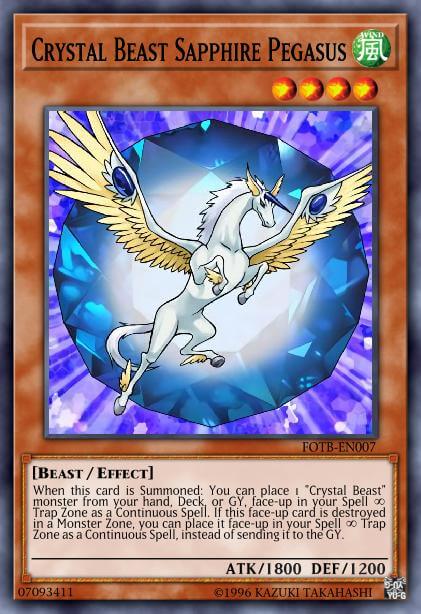 Crystal Beast Sapphire Pegasus
WIND
風
FOTB-EN007
[Beast / Effect]
When this card is Summoned: You can place 1 "Crystal Beast"
monster from your hand, Deck, or GY, face-up in your Spell ∞
Trap Zone as a Continuous Spell. If this face-up card is destroyed
in a Monster Zone, you can place it face-up in your Spell ∞ Trap
Zone as a Continuous Spell, instead of sending it to the GY.
ATK/1800 DEF/1200
07093411
©1996 KAZUKI TAKAHASHI